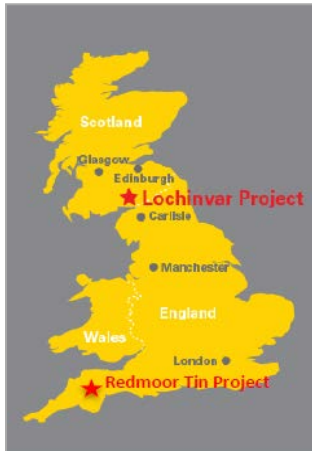 Scotland
Glasgow
Edinburgh
Lochinvar Project
Carlisle
Manchester
England
Wales
London
Redmoor Tin Project